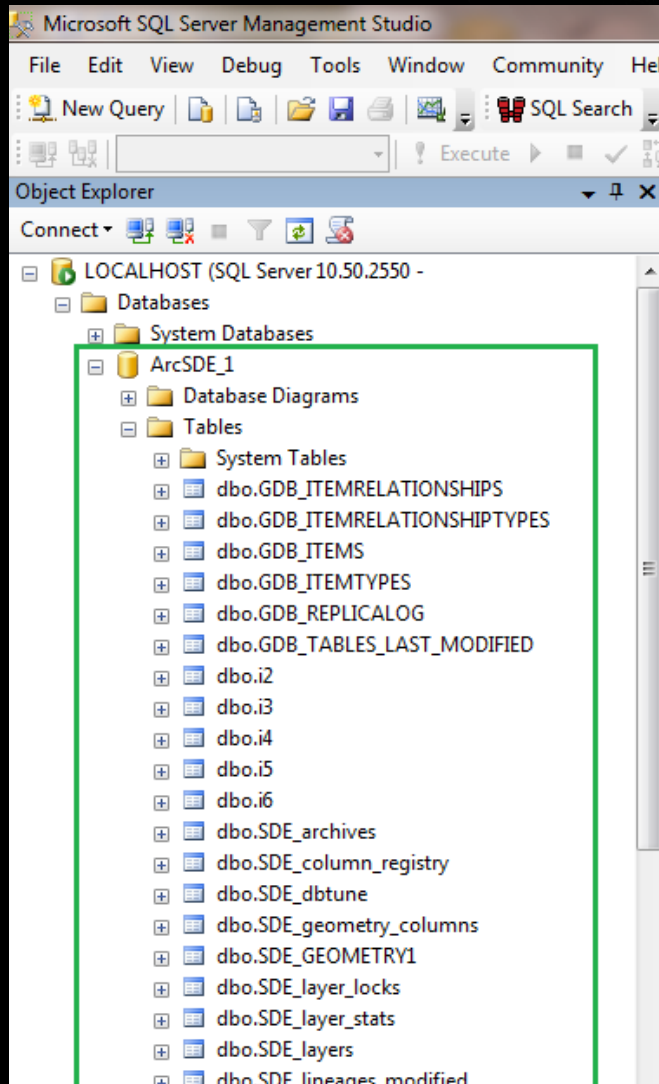 Microsoft SQL Server Management Studio
File Edit View Debug Tools Window Community
New Query SQL Search
Execute
Object Explorer
Connect
LOCALHOST (SQL Server 10.50.2550 -
Databases
System Databases
ArcSDE_1
Database Diagrams
Tables
System Tables
dbo.GDB_ITEMRELATIONSHIPS
dbo.GDB_ITEMRELATIONSHIPTYPES
dbo.GDB_ITEMS
dbo.GDB_ITEMTYPES
dbo.GDB_REPLICALOG
dbo.GDB_TABLES_LAST_MODIFIED
dbo.i2
dbo.i3
dbo.i4
dbo.i5
dbo.i6
dbo.SDE_archives
dbo.SDE_column_registry
dbo.SDE_dbtune
dbo.SDE_geometry_columns
dbo.SDE_GEOMETRY1
dbo.SDE_layer_locks
dbo.SDE_layer_stats
dbo.SDE_layers
dbo.SDE_lineages_modified